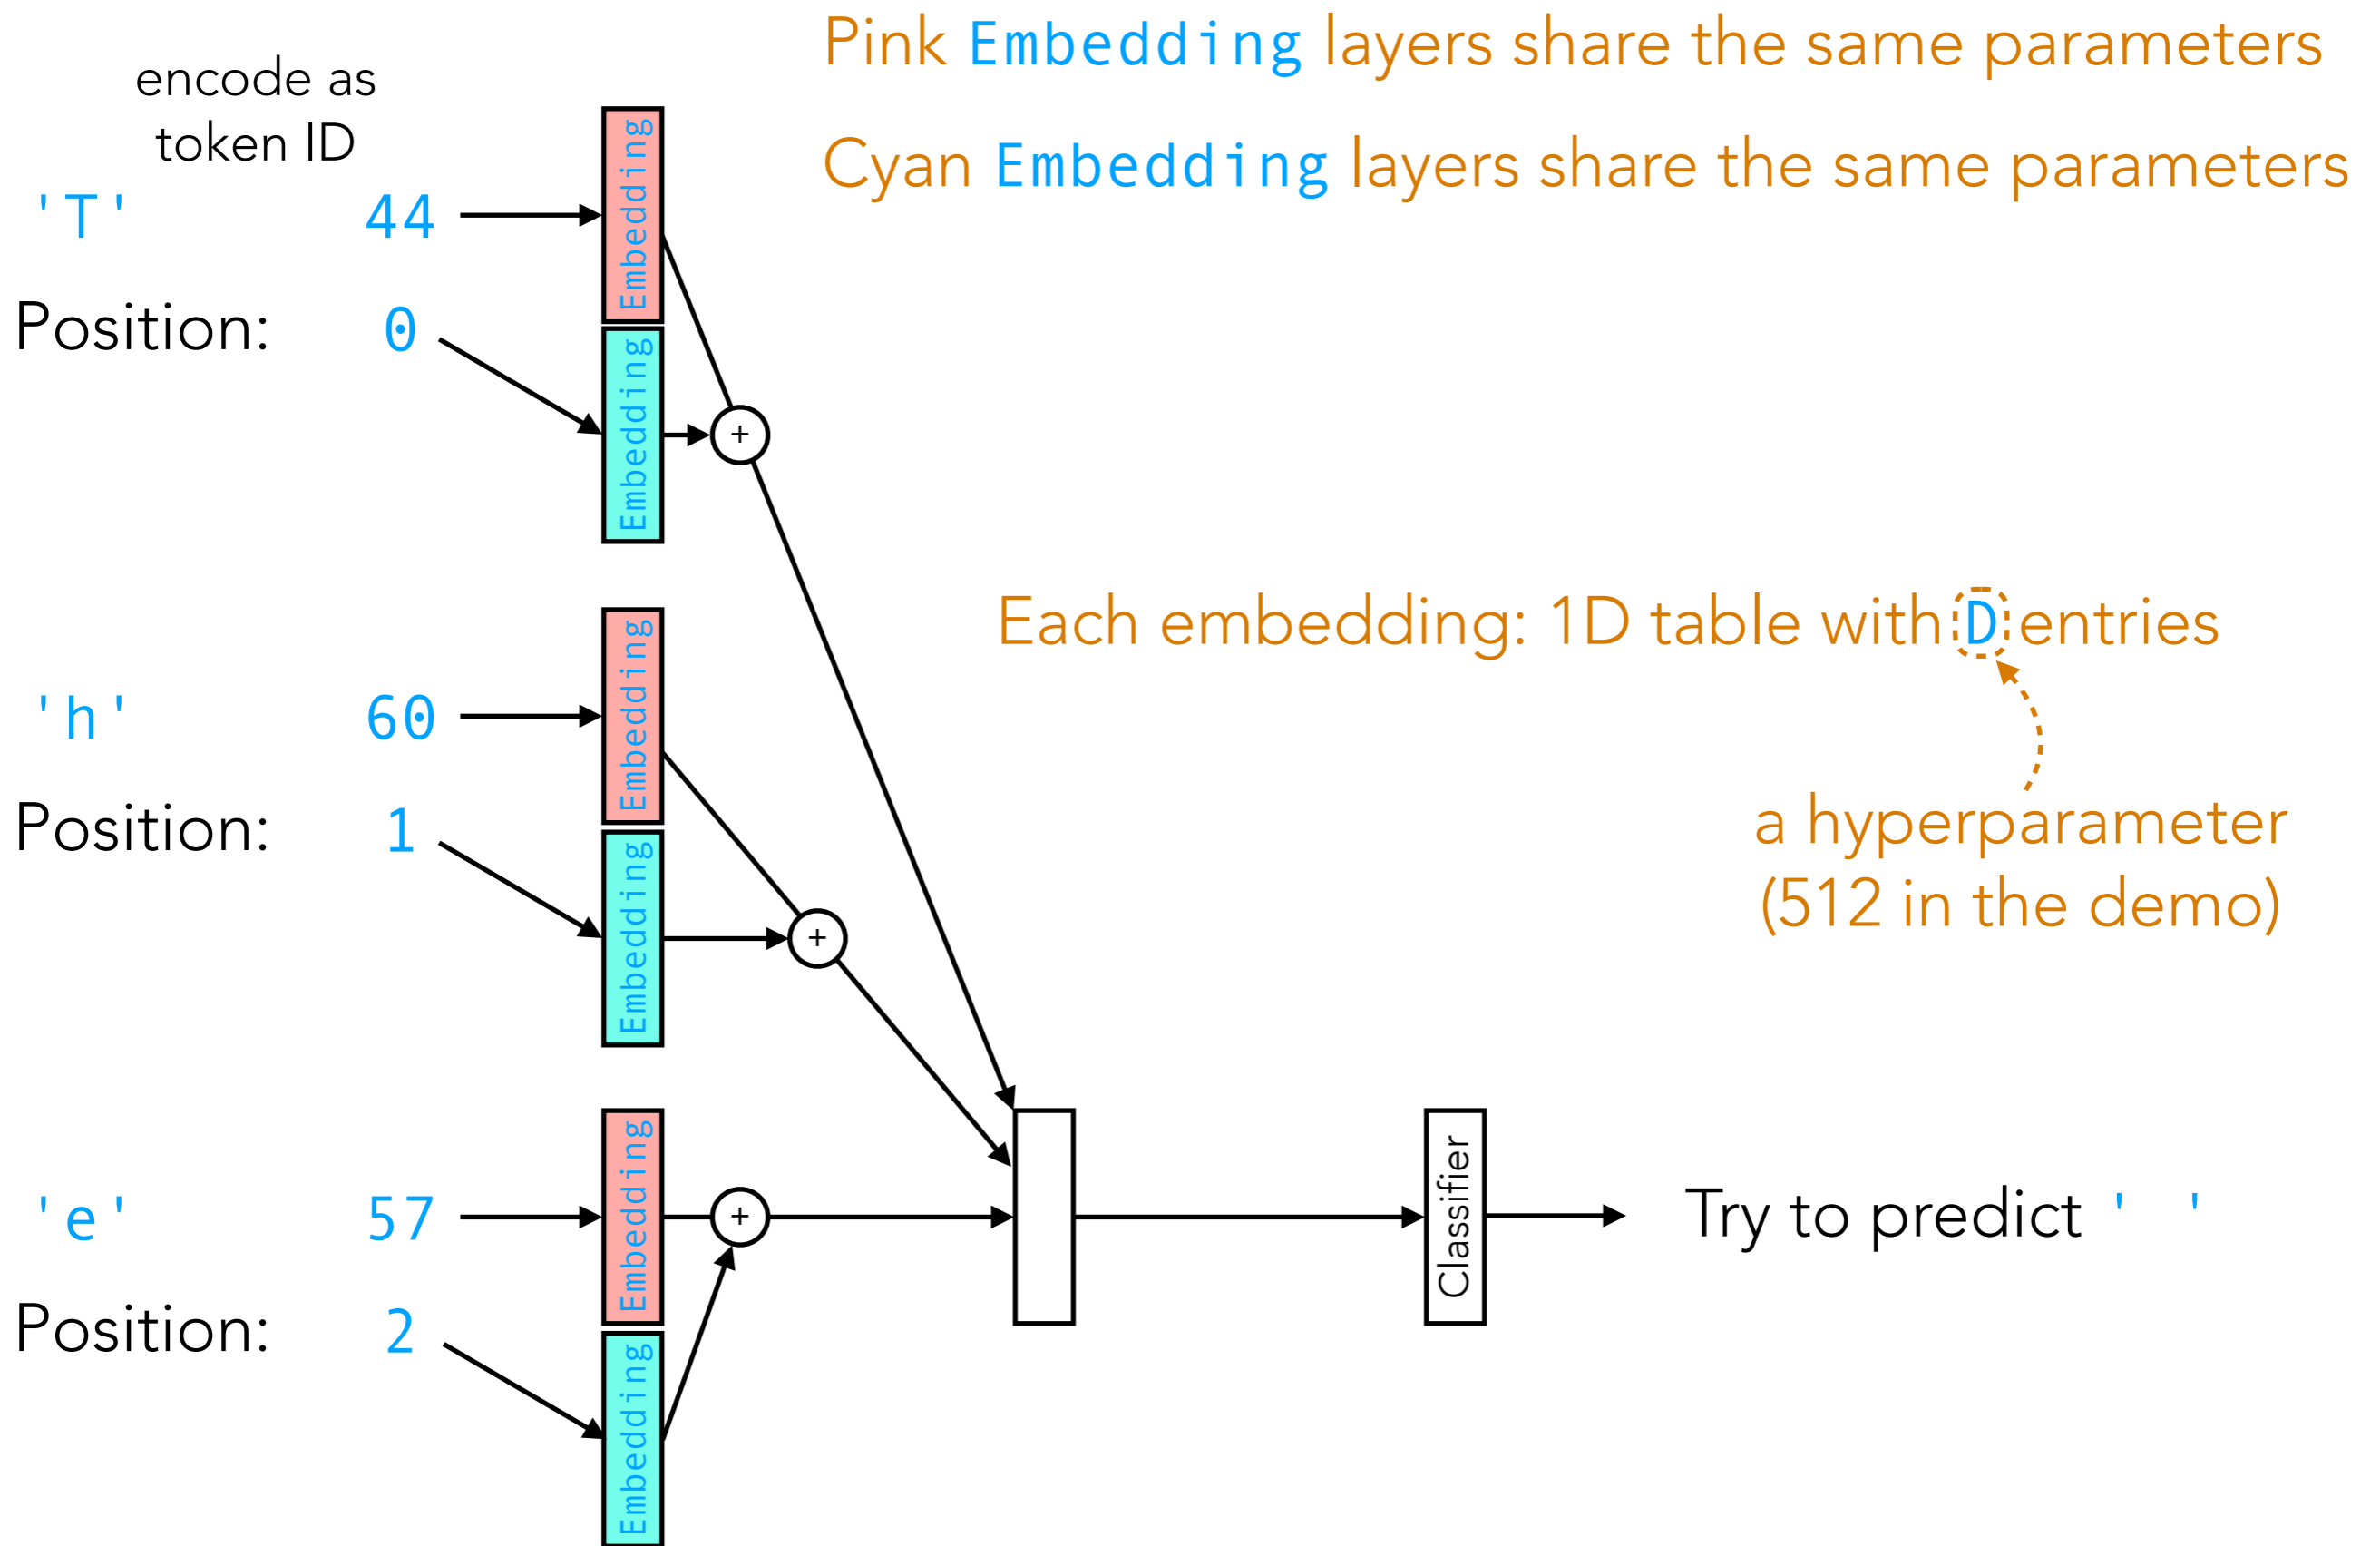 Pink Embedding layers share the same parameters
Cyan Embedding layers share the same parameters
encode as
token ID
'T' 44
Embedding
Position: 0
Embedding
+
Each embedding: 1D table with D entries
a hyperparameter
(512 in the demo)
'h' 60
Embedding
Position: 1
Embedding
+
'e' 57
Embedding
+
Classifier
Try to predict ' '
Position: 2
Embedding